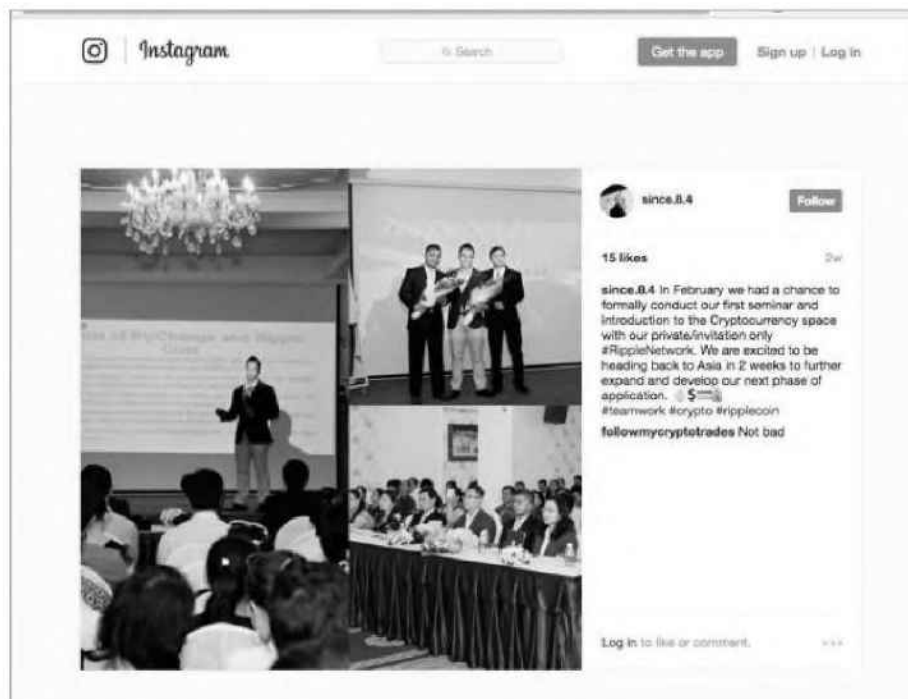 Instagram
Search
Get the app
Sign up | Log in
since.8.4
Follow
15 likes
2w
since.8.4 In February we had a chance to
formally conduct our first seminar and
Introduction to the Cryptocurrency space
with our private/invitation only
#RippleNetwork. We are excited to be
heading back to Asia in 2 weeks to further
expand and develop our next phase of
application.
#teamwork #crypto #ripplecoin
followmycryptotrades Not bad
Log in to like or comment.